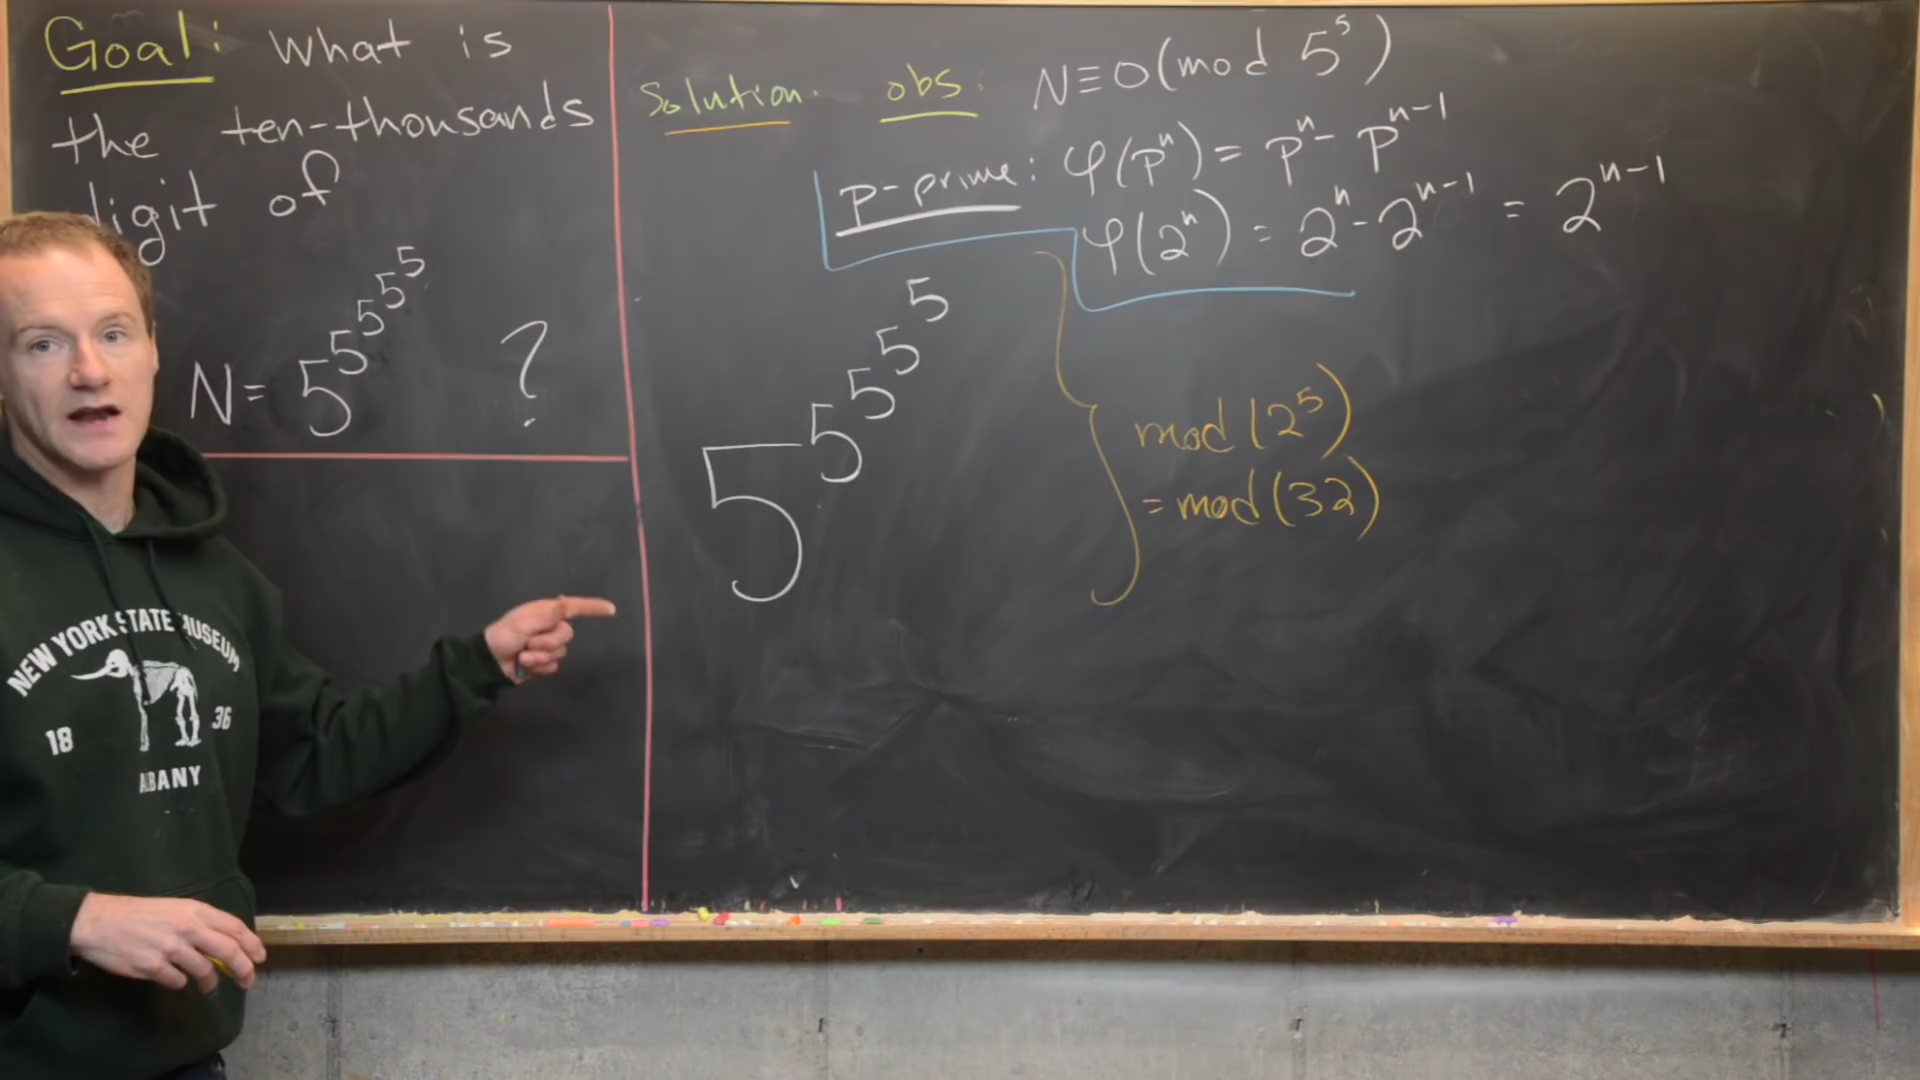 Goal: What is
the ten-thousands
digit of
N = 5^5^5^5^5 ?
Solution: obs: N≡0(mod 5^5)
p-prime: φ(p^n) = p^n - p^{n-1}
φ(2^n) = 2^n - 2^{n-1} = 2^{n-1}
5^5^5^5^5
mod(2^5)
= mod(32)
NEW YORK STATE MUSEUM
18 36
ALBANY